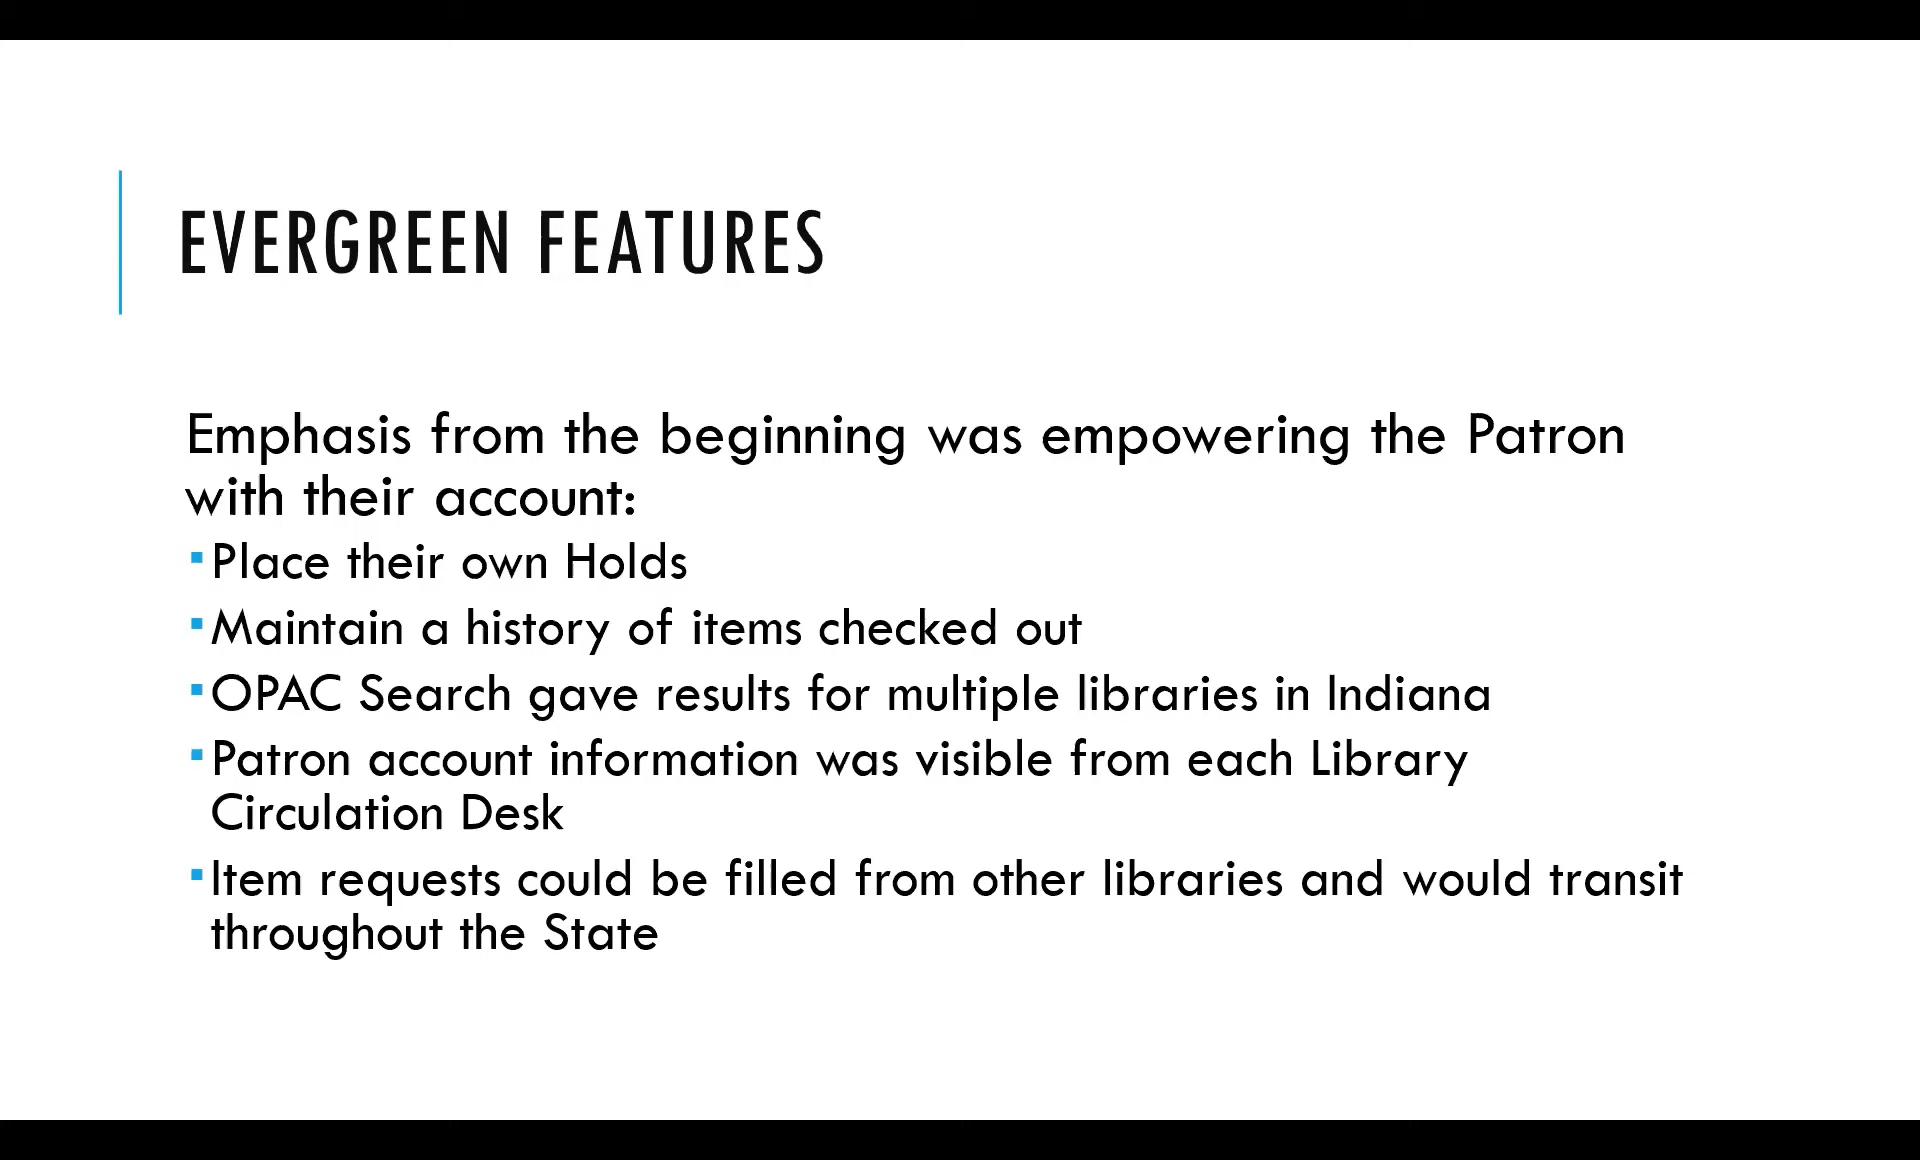 EVERGREEN FEATURES
Emphasis from the beginning was empowering the Patron
with their account:
▪Place their own Holds
▪Maintain a history of items checked out
▪OPAC Search gave results for multiple libraries in Indiana
▪Patron account information was visible from each Library
Circulation Desk
▪Item requests could be filled from other libraries and would transit
throughout the State